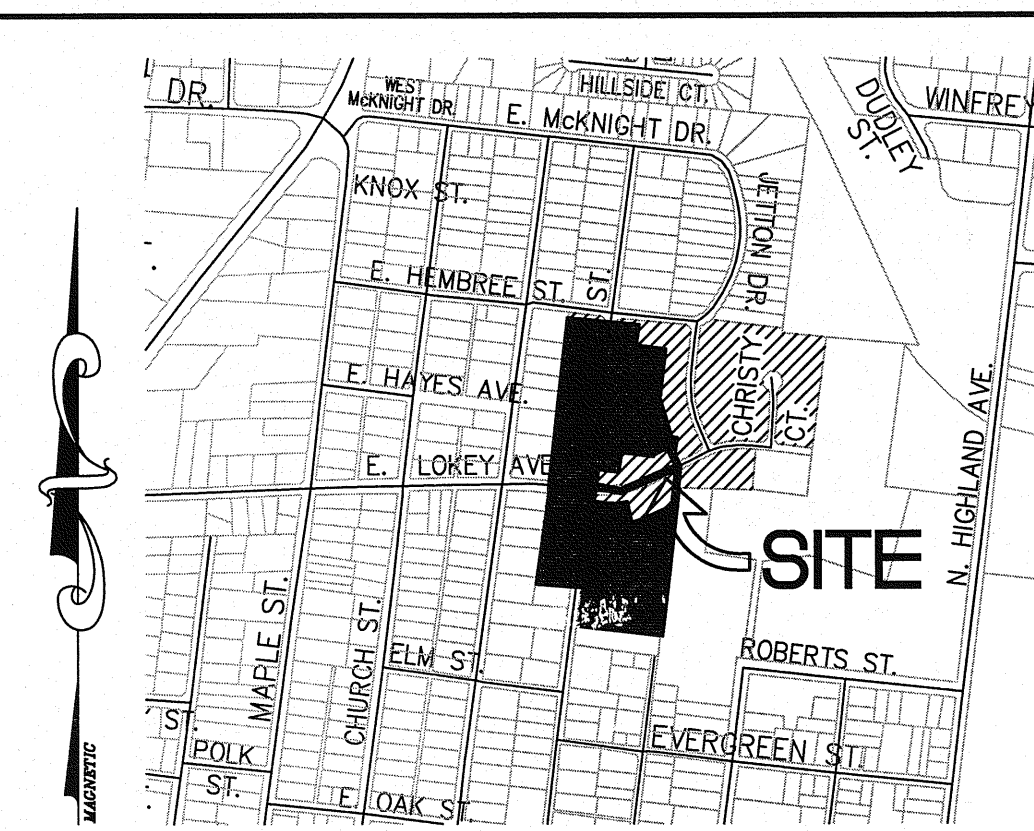 DR.
WEST
McKNIGHT DR.
HILLSIDE CT.
E. McKNIGHT DR.
DUDLEY
ST.
WINFREY
KNOX ST.
JETTON DR.
E. HEMBREE ST.
ST.
CHRISTY
CT.
E. HAYES AVE.
E. LOKEY AVE
N. HIGHLAND AVE.
SITE
MAPLE ST.
CHURCH ST.
ELM ST.
ROBERTS ST.
ST.
POLK
ST.
EVERGREEN ST.
E. OAK ST.
MAGNETIC
N